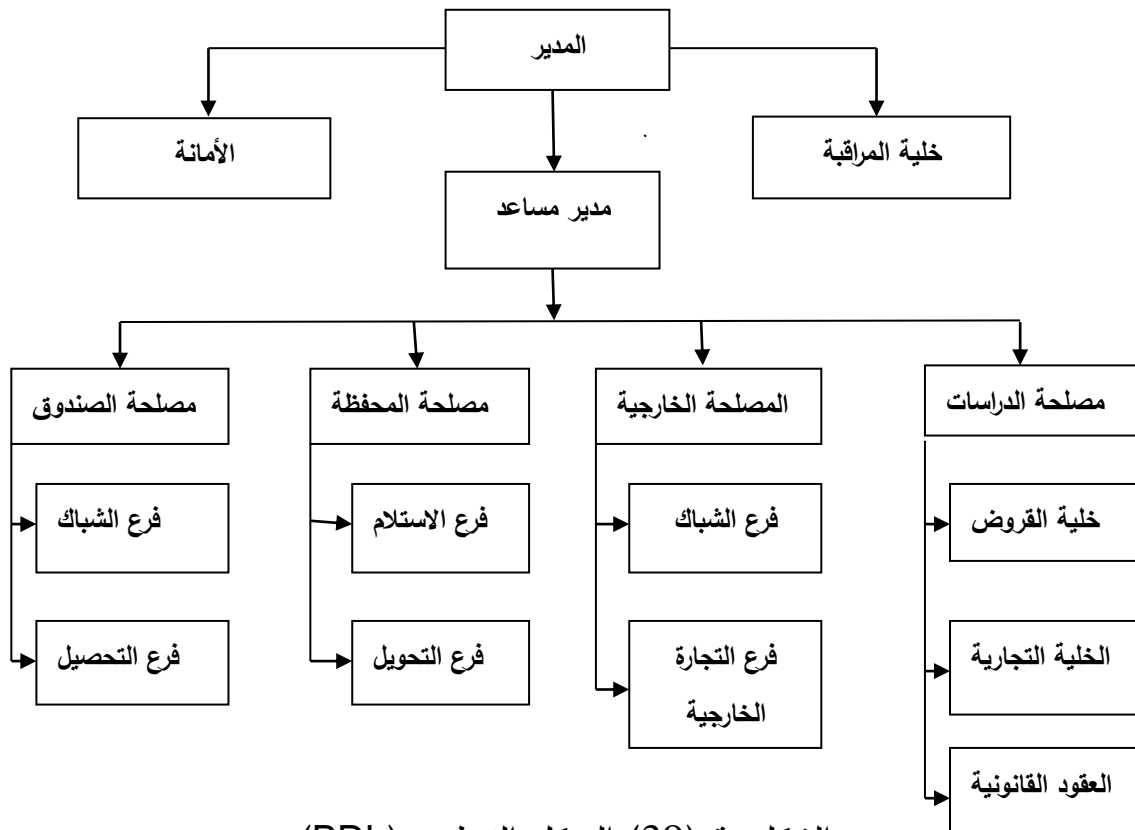 المدير
خلية المراقبة
الأمانة
مدير مساعد
مصلحة الدراسات
المصلحة الخارجية
مصلحة المحفظة
مصلحة الصندوق
خلية القروض
فرع الشباك
فرع الاستلام
فرع الشباك
الخلية التجارية
فرع التجارة
الخارجية
فرع التحويل
فرع التحصيل
العقود القانونية
(BDL)